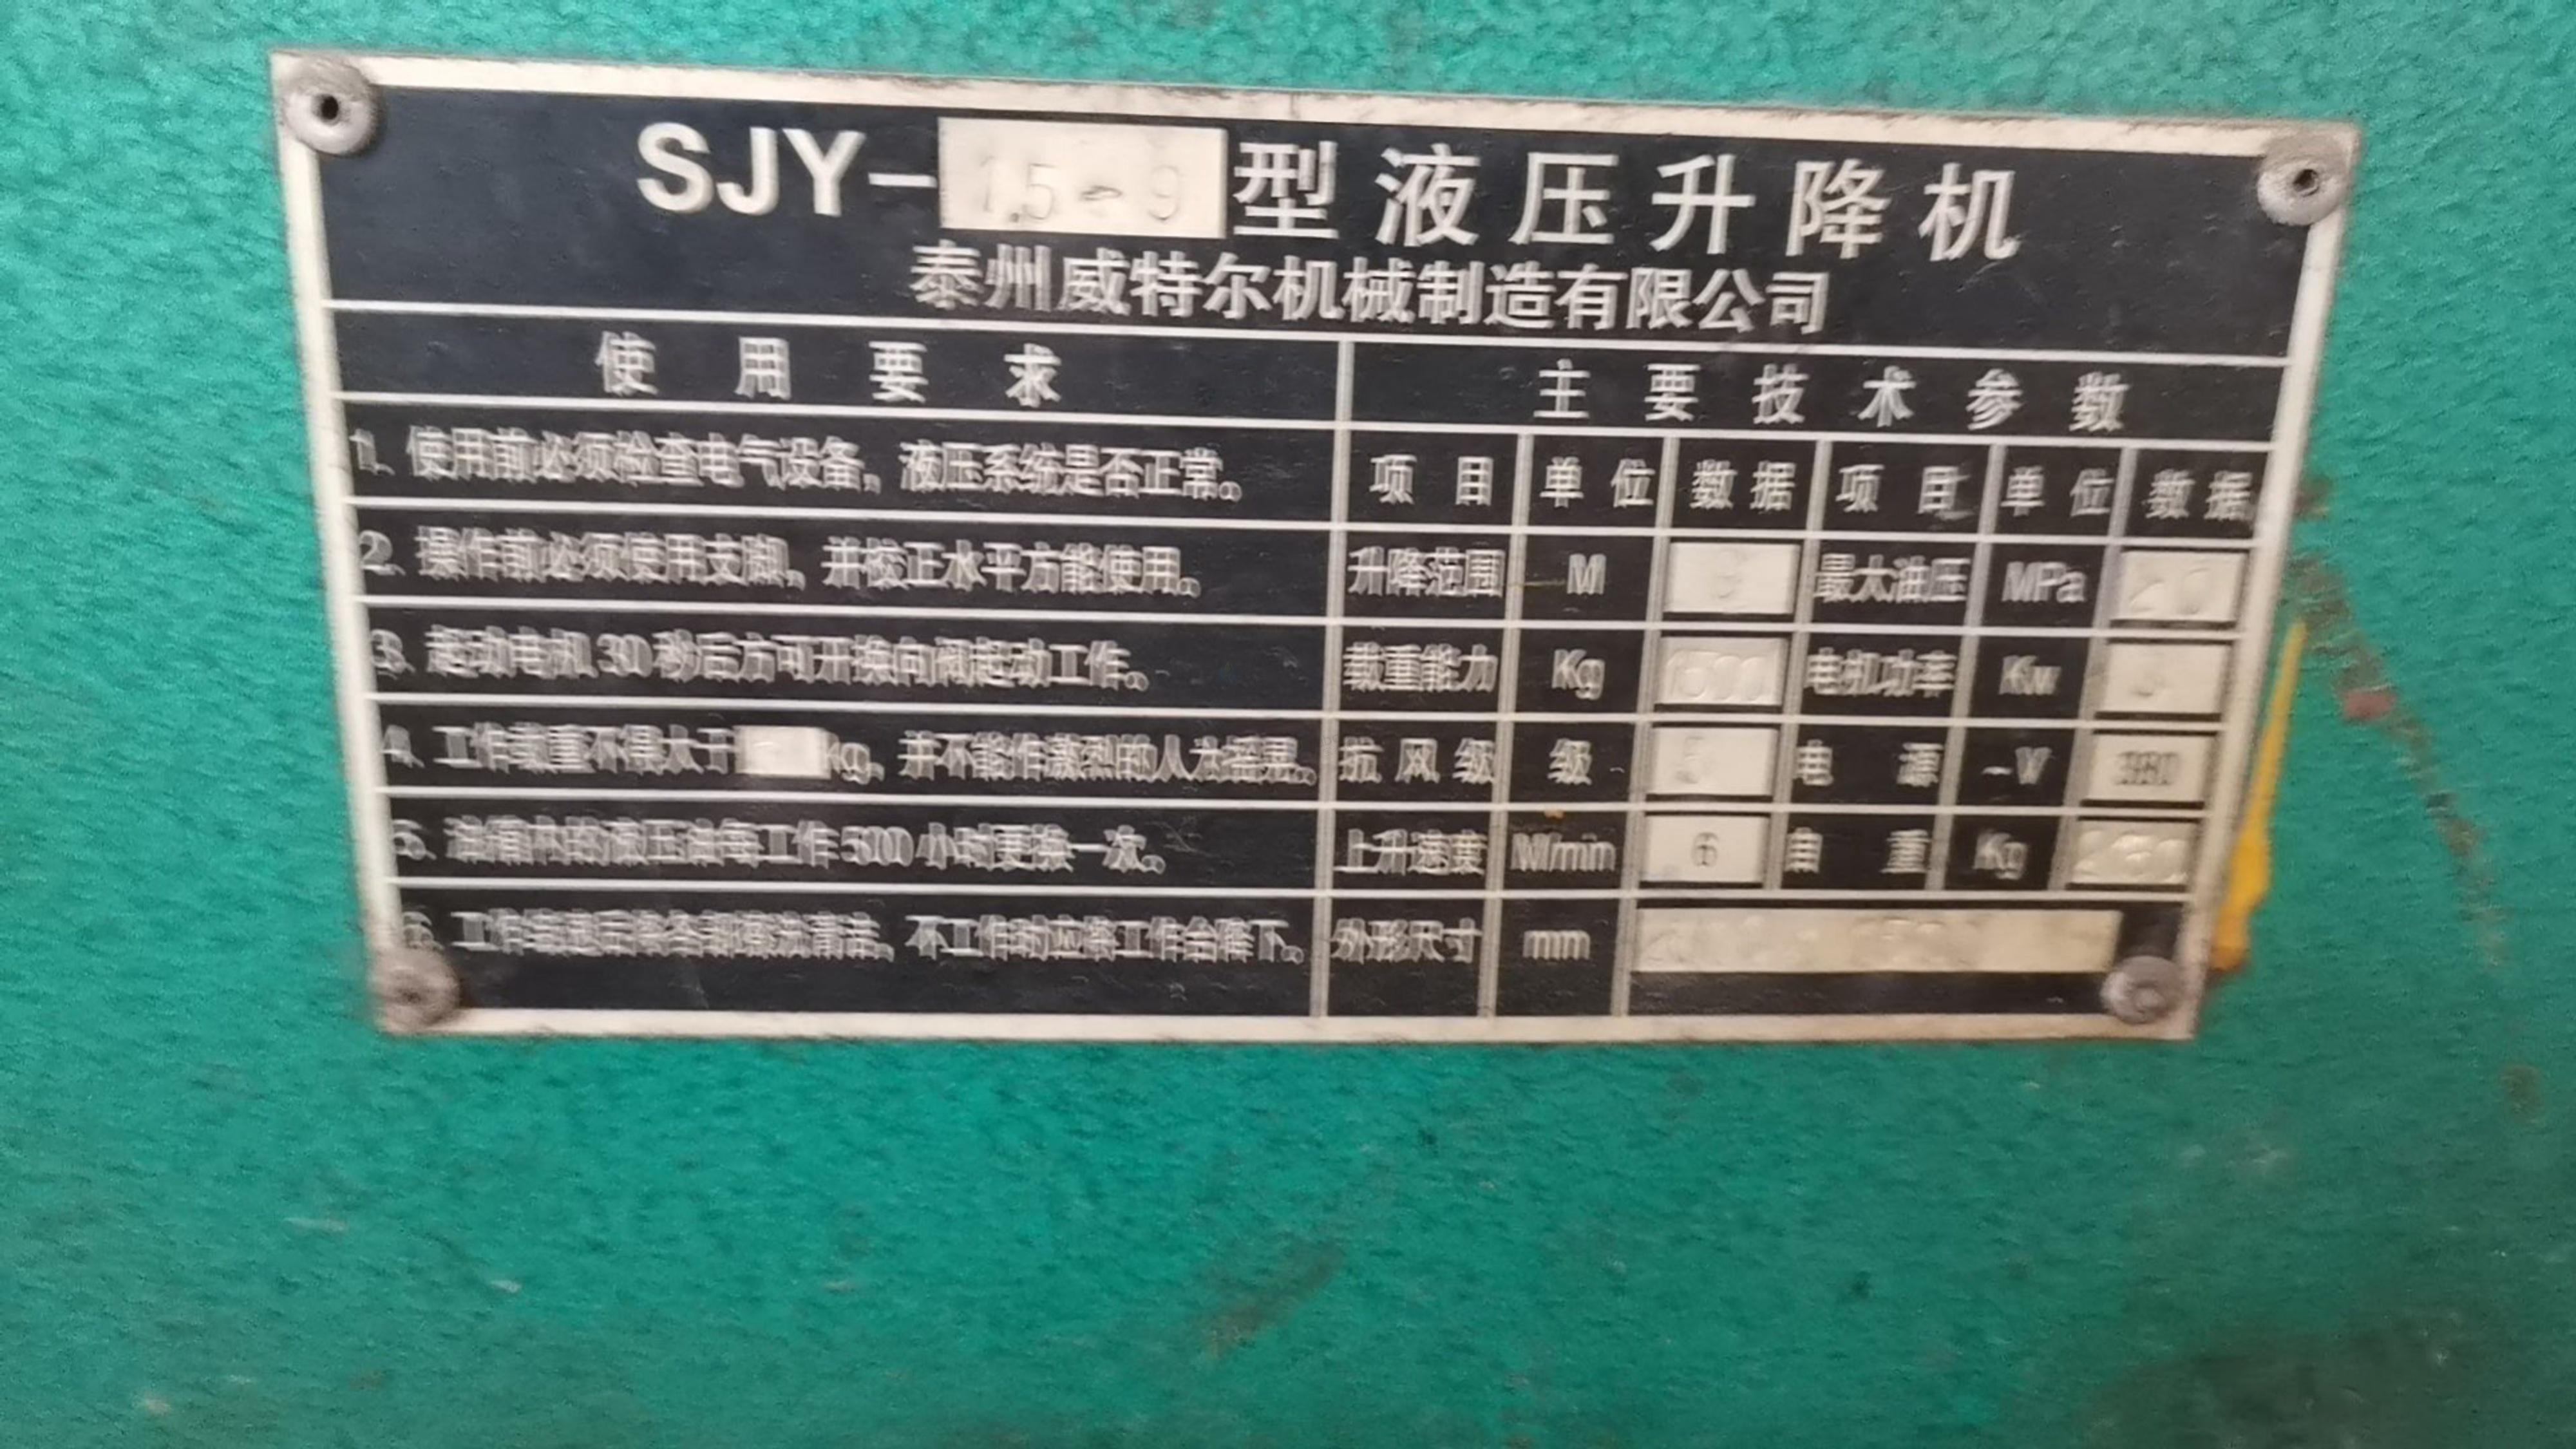 SJY-1.5-9型液压升降机
泰州威特尔机械制造有限公司
使用要求
主要技术参数
1、使用前必须检查电气设备，液压系统是否正常。
项目 单位 数据 项目 单位 数据
2、操作前必须使用支脚，并校正水平方能使用。
升降范围 M 9 最大油压 MPa 20
3、起动电机30秒后方可开换向阀起动工作。
载重能力 Kg 1500 电机功率 Kw 3
4、工作载重不得大于 Kg，并不能作激烈的人为摇晃。
抗风级 级 5 电源 ~V 380
5、油箱内的液压油每工作500小时更换一次。
上升速度 M/min 6 自重 Kg
6、工作结束后将各部擦洗清洁，不工作时应将工作台降下。
外形尺寸 mm